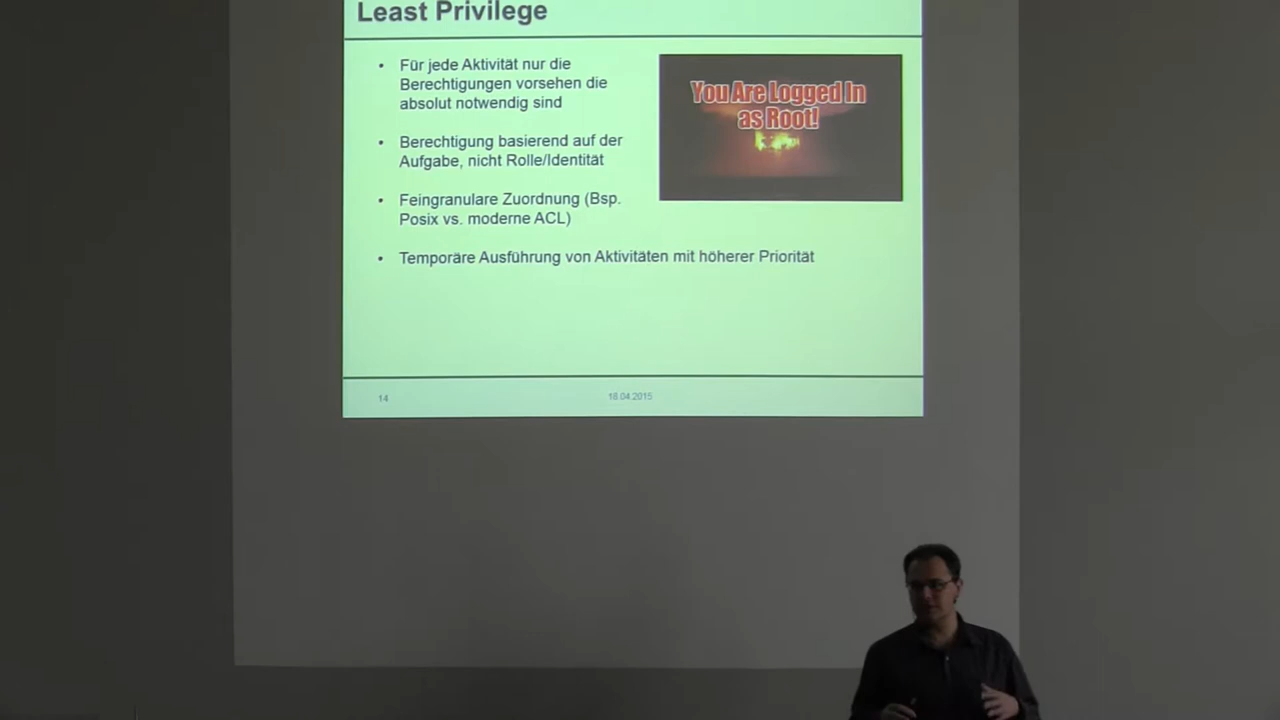 Least Privilege
• Für jede Aktivität nur die
Berechtigungen vorsehen die
absolut notwendig sind
• Berechtigung basierend auf der
Aufgabe, nicht Rolle/Identität
• Feingranulare Zuordnung (Bsp.
Posix vs. moderne ACL)
• Temporäre Ausführung von Aktivitäten mit höherer Priorität
You Are Logged In
as Root!
14
18.04.2015